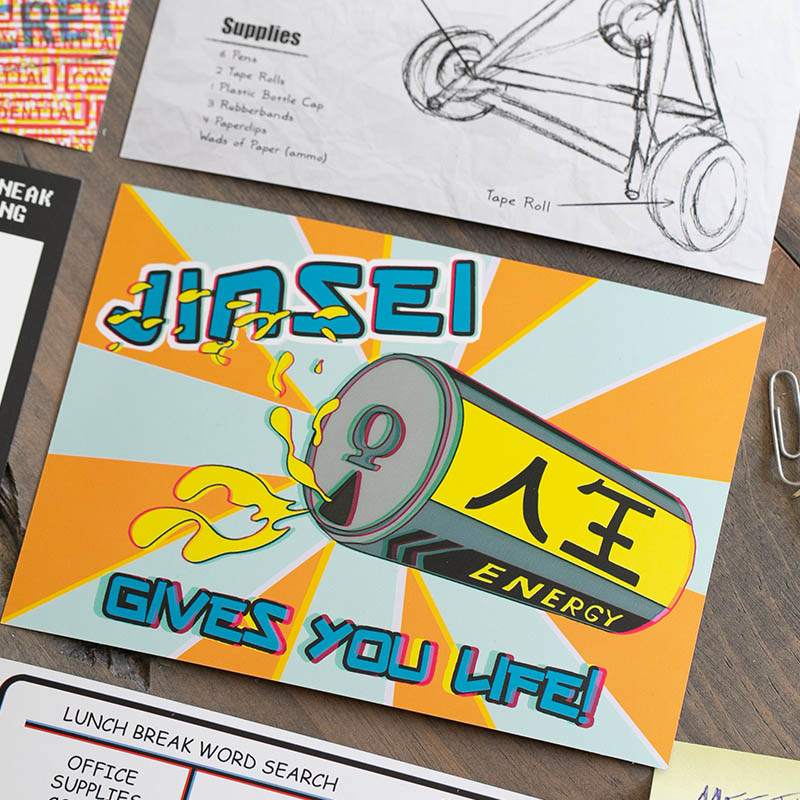 Supplies
6 Pens
2 Tape Rolls
1 Plastic Bottle Cap
3 Rubberbands
4 Paperclips
Wads of Paper (ammo)
Tape Roll
NEAK
NG
JINSEI
Ω
人王
ENERGY
GIVES YOU LIFE!
LUNCH BREAK WORD SEARCH
OFFICE
SUPPLIES